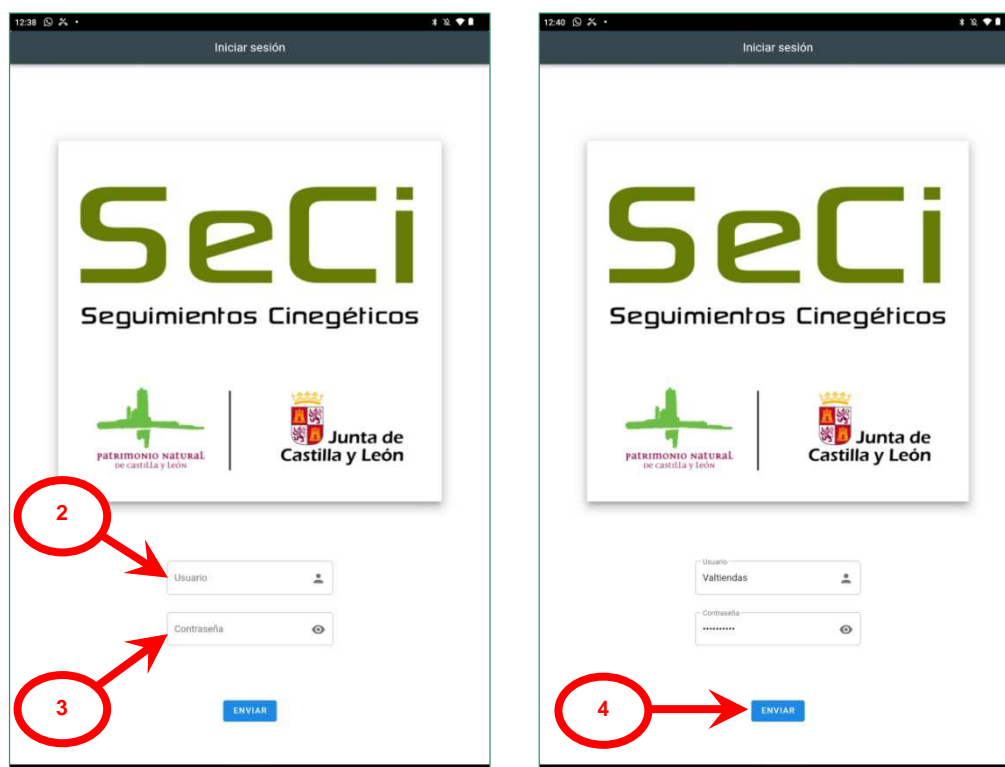 12:38
Iniciar sesión
SeCi
Seguimientos Cinegéticos
PATRIMONIO NATURAL
DE CASTILLA Y LEÓN
Junta de
Castilla y León
2
Usuario
Contraseña
3
ENVIAR
12:40
Iniciar sesión
SeCi
Seguimientos Cinegéticos
PATRIMONIO NATURAL
DE CASTILLA Y LEÓN
Junta de
Castilla y León
Usuario
Valtiendas
Contraseña
••••••••••
4
ENVIAR